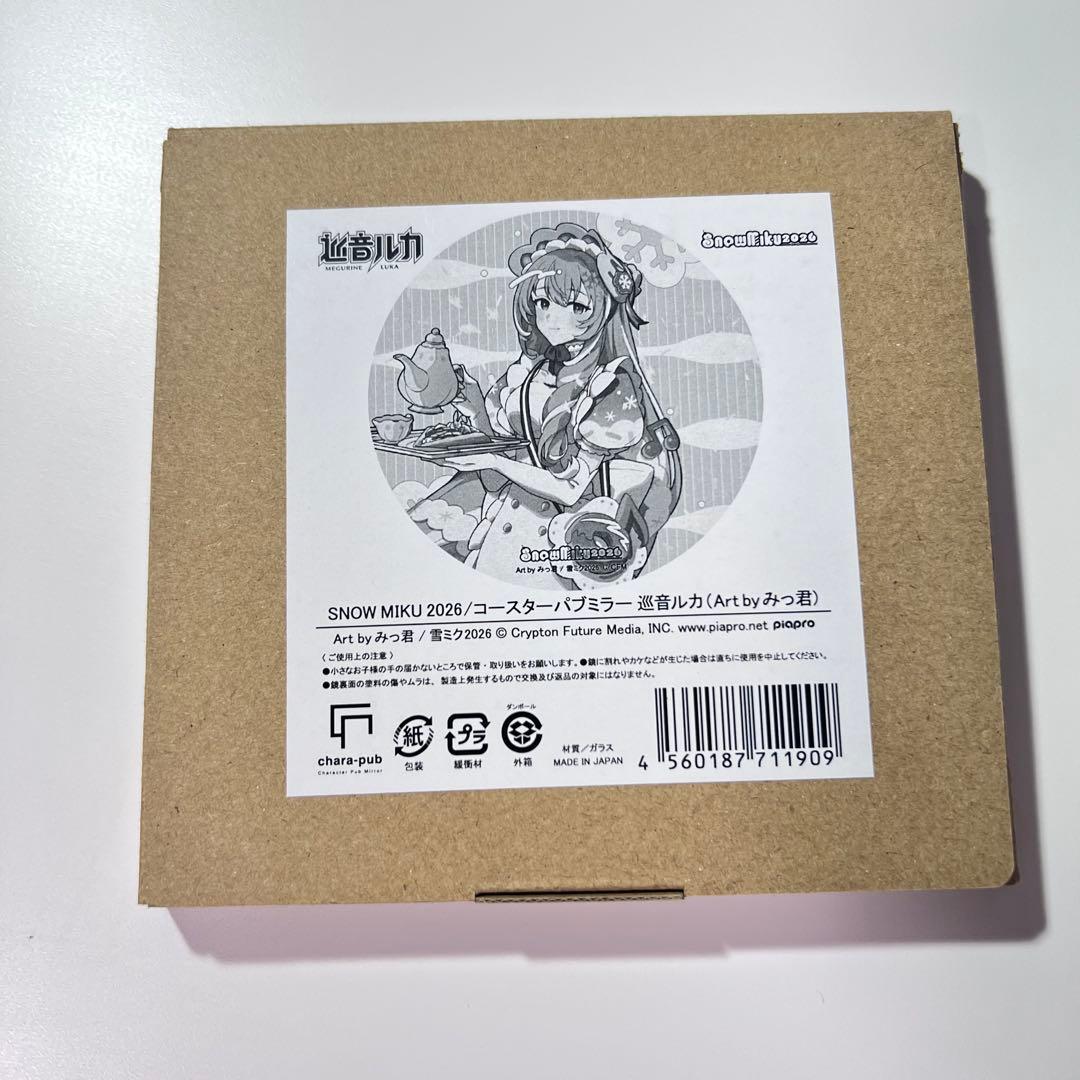 巡音ルカ
MEGURINE LUKA
SnowMiku2026
SnowMiku2026
Art by みっ君 / 雪ミク2026 © CFM
SNOW MIKU 2026/コースターパブミラー 巡音ルカ(Art by みっ君)
Art by みっ君 / 雪ミク2026 © Crypton Future Media, INC. www.piapro.net piapro
〈ご使用上の注意〉
●小さなお子様の手の届かないところで保管・取り扱いをお願いします。●鏡に割れやカケなどが生じた場合は直ちに使用を中止してください。
●鏡裏面の塗料の傷やムラは、製造上発生するもので交換及び返品の対象にはなりません。
chara-pub
Character Pub Mirror
紙
包装
プラ
緩衝材
ダンボール
外箱
材質/ガラス
MADE IN JAPAN
4 560187 711909